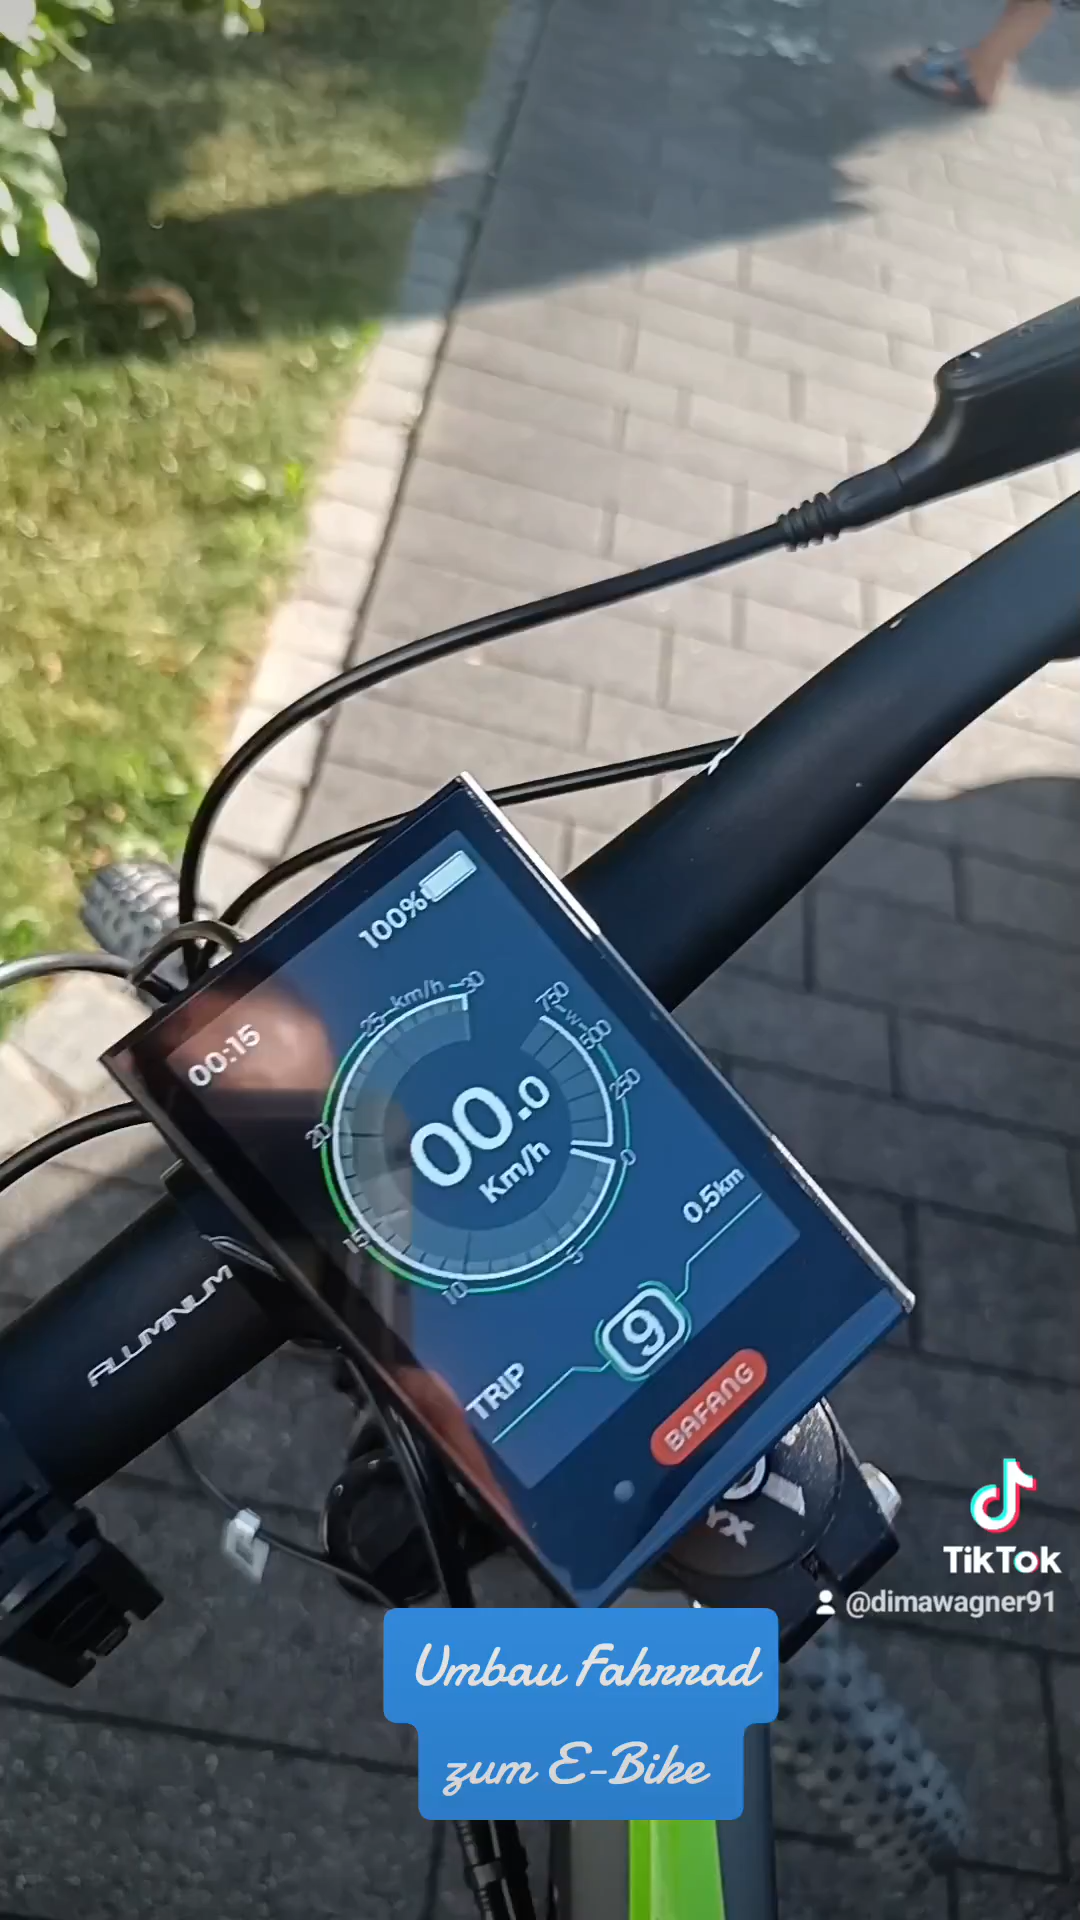 100%
00:15
km/h
30
25
20
15
10
5
0
750
w
500
250
00.0
Km/h
0.5km
9
TRIP
BAFANG
ALUMINUM
TikTok
@dimawagner91
Umbau Fahrrad
zum E-Bike